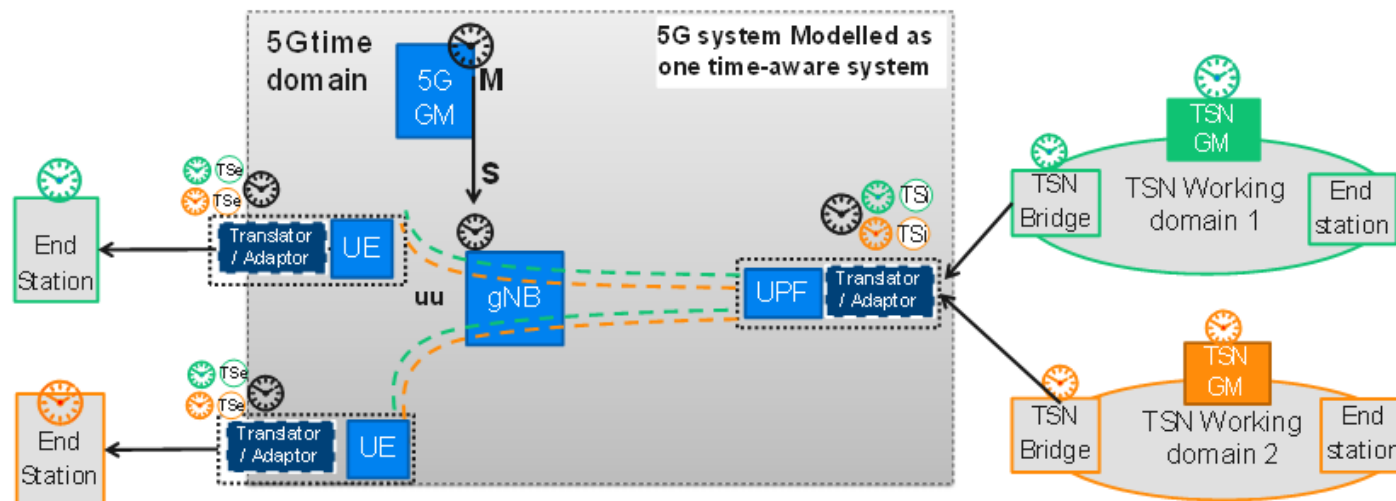 5Gtime
domain
5G
GM
M
S
5G system Modelled as
one time-aware system
TSN
GM
TSN
Bridge
TSN Working
domain 1
End
station
TSe
TSe
End
Station
Translator
/ Adaptor
UE
uu
gNB
TSi
TSi
UPF
Translator
/ Adaptor
TSN
GM
TSN
Bridge
TSN Working
domain 2
End
station
TSe
TSe
End
Station
Translator
/ Adaptor
UE